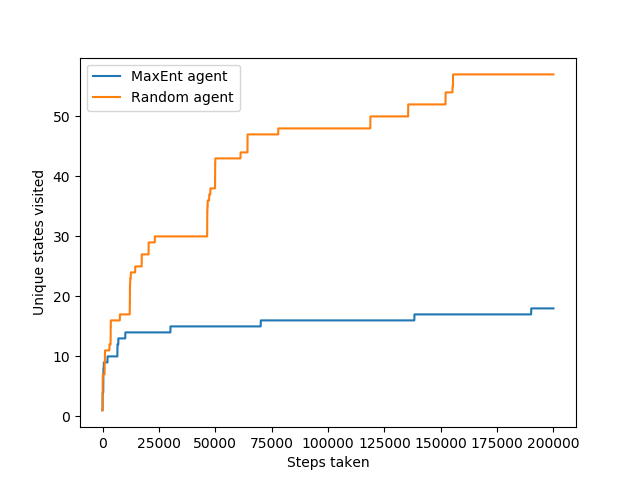 MaxEnt agent
Random agent
Unique states visited
50
40
30
20
10
0
0 25000 50000 75000 100000 125000 150000 175000 200000
Steps taken